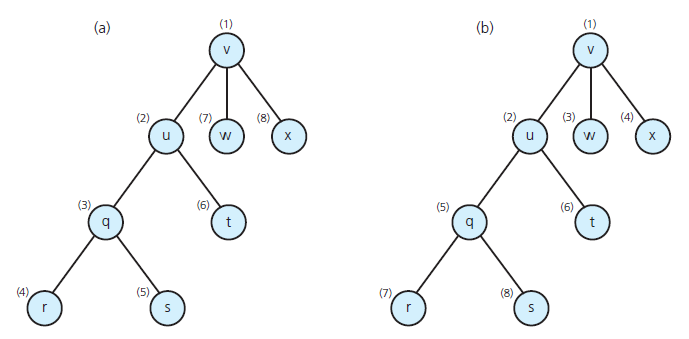 (a) (1) (b) (1)
v v
(2) (7) (8) (2) (3) (4)
u w x u w x
(3) (6) (5) (6)
q t q t
(4) (5) (7) (8)
r s r s